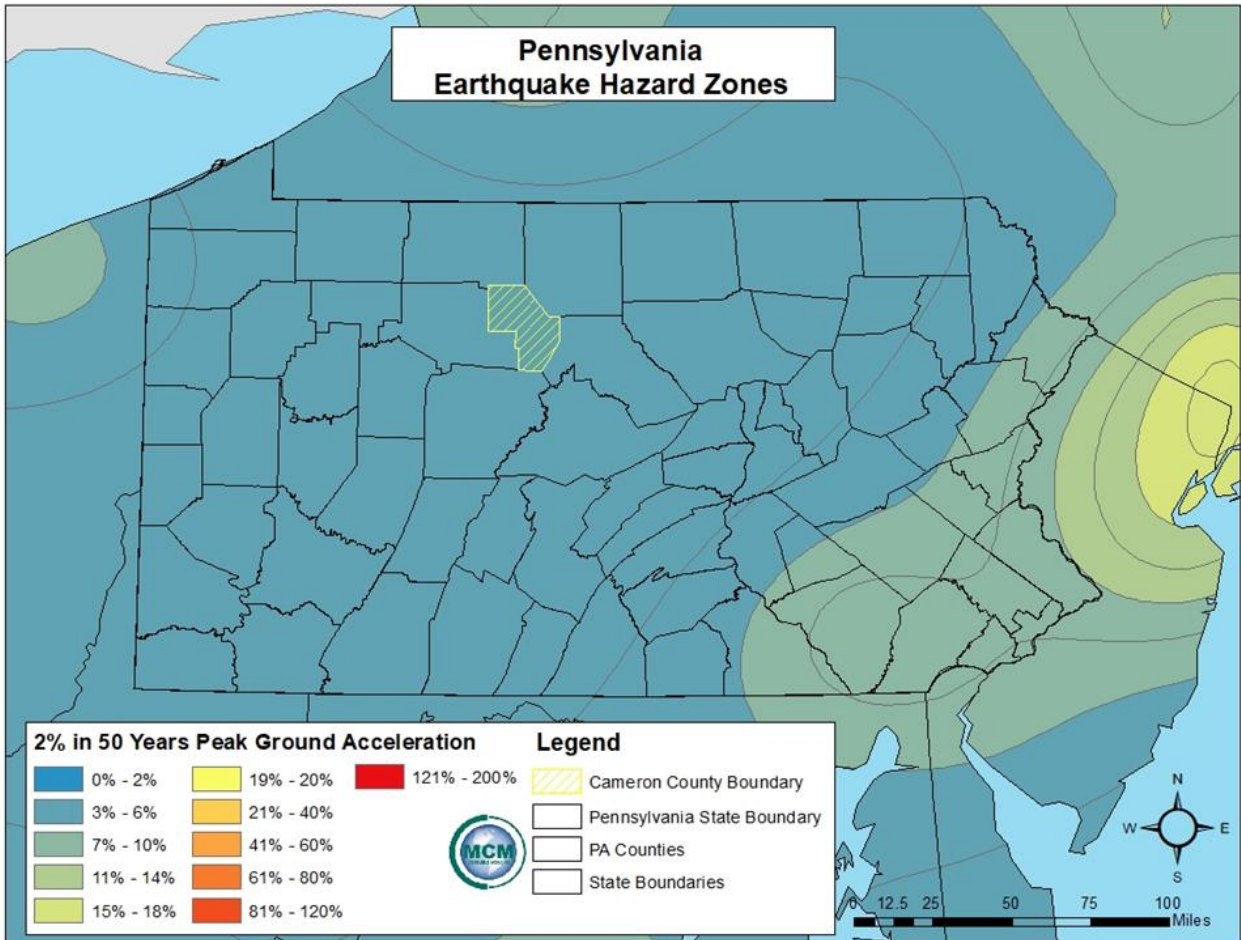 Pennsylvania
Earthquake Hazard Zones
2% in 50 Years Peak Ground Acceleration
0% - 2%
3% - 6%
7% - 10%
11% - 14%
15% - 18%
19% - 20%
21% - 40%
41% - 60%
61% - 80%
81% - 120%
121% - 200%
Legend
Cameron County Boundary
Pennsylvania State Boundary
PA Counties
State Boundaries
MCM
N
W
E
S
0 12.5 25 50 75 100
Miles